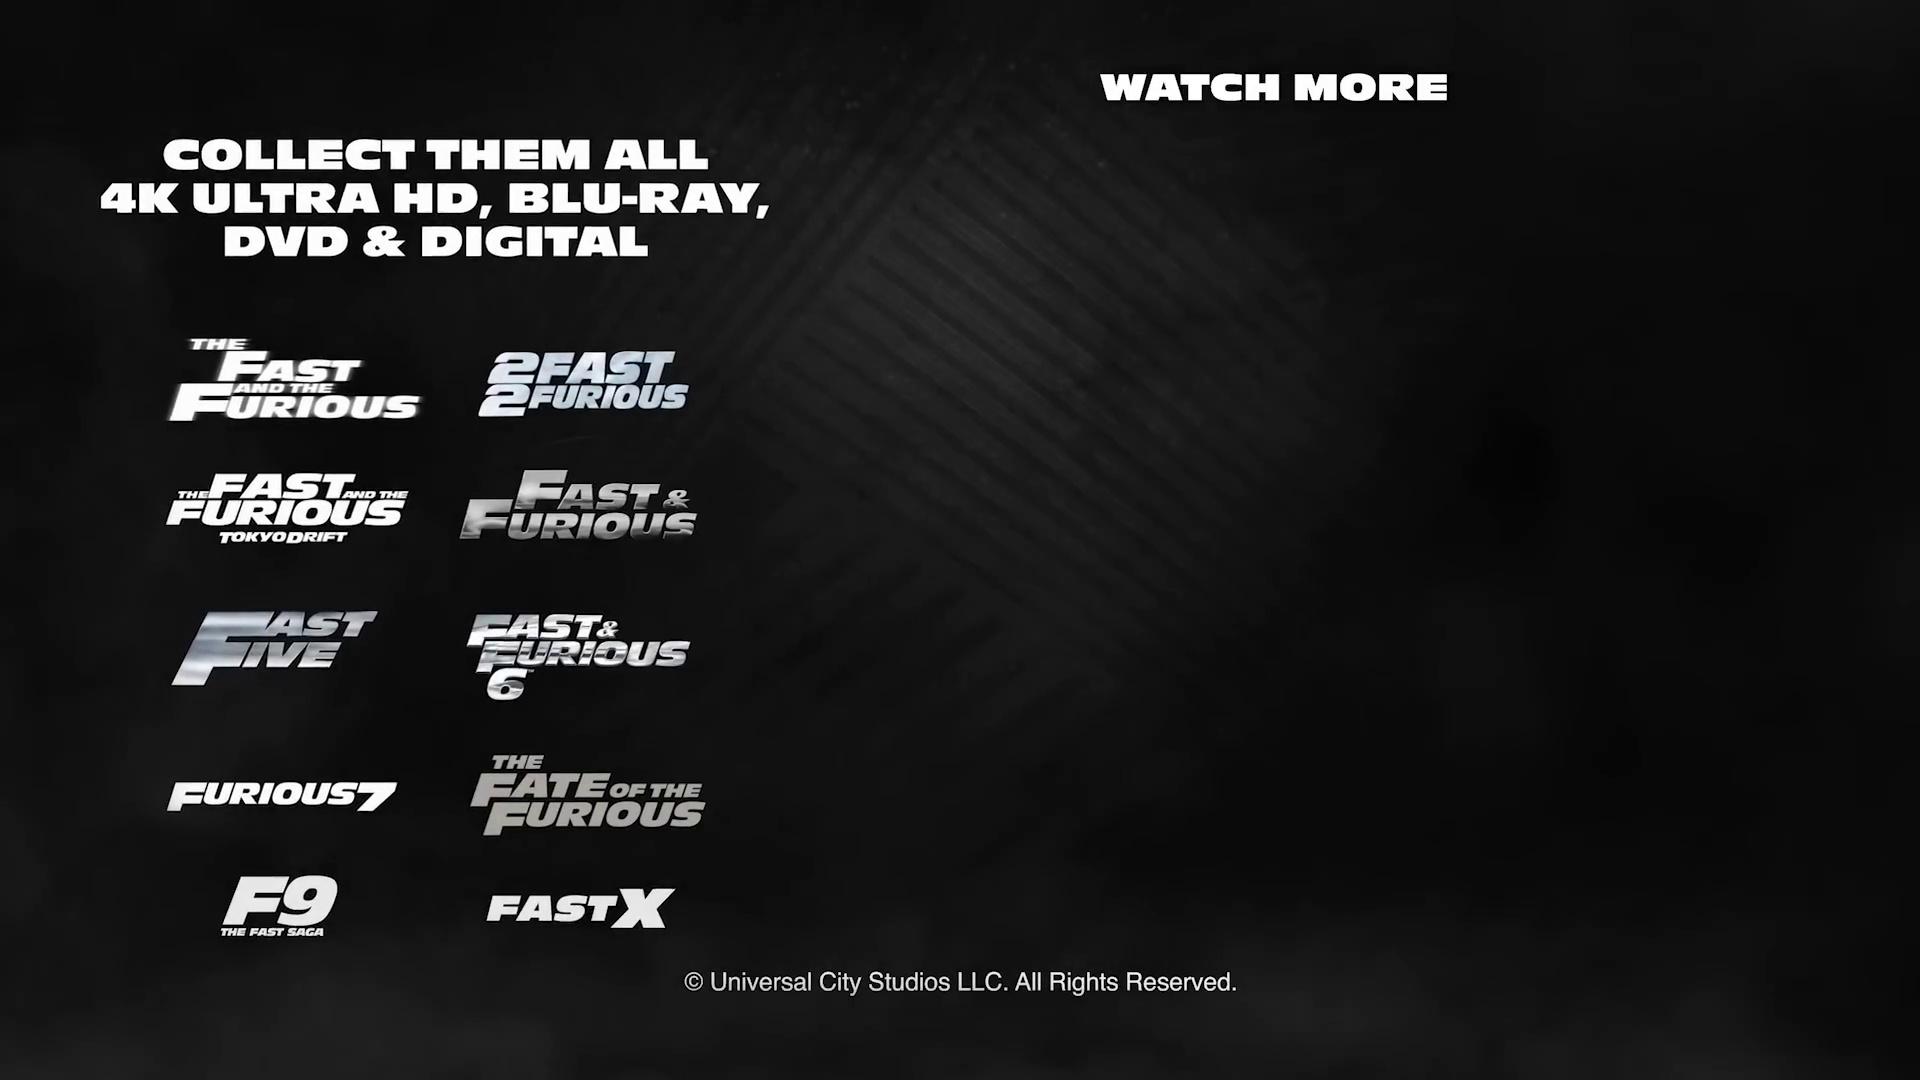 WATCH MORE
COLLECT THEM ALL
4K ULTRA HD, BLU-RAY,
DVD & DIGITAL
THE
FAST
AND THE
FURIOUS
2 FAST
2 FURIOUS
THE FAST AND THE
FURIOUS
TOKYO DRIFT
FAST &
FURIOUS
FAST
FIVE
FAST &
FURIOUS
6
FURIOUS 7
THE
FATE OF THE
FURIOUS
F9
THE FAST SAGA
FAST X
© Universal City Studios LLC. All Rights Reserved.